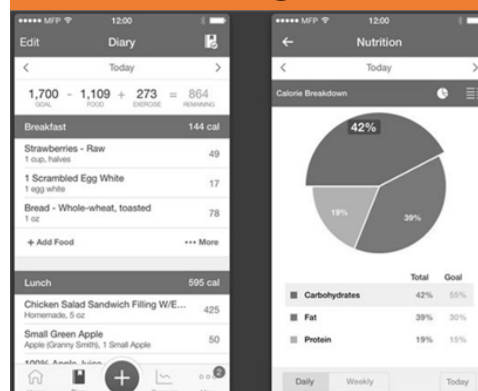 MFP 12:00
Edit Diary
Today
1,700 - 1,109 + 273 = 864
GOAL FOOD EXERCISE REMAINING
Breakfast 144 cal
Strawberries - Raw 49
1 cup, halves
1 Scrambled Egg White 17
1 egg white
Bread - Whole-wheat, toasted 78
1 oz
+ Add Food ••• More
Lunch 595 cal
Chicken Salad Sandwich Filling W/E... 425
Homemade, 5 oz
Small Green Apple 50
Apple (Granny Smith), 1 Small Apple
100% Apple Juice
2
MFP 12:00
Nutrition
Today
Calorie Breakdown
42%
19%
39%
Total Goal
Carbohydrates 42% 55%
Fat 39% 30%
Protein 19% 15%
Daily Weekly Today